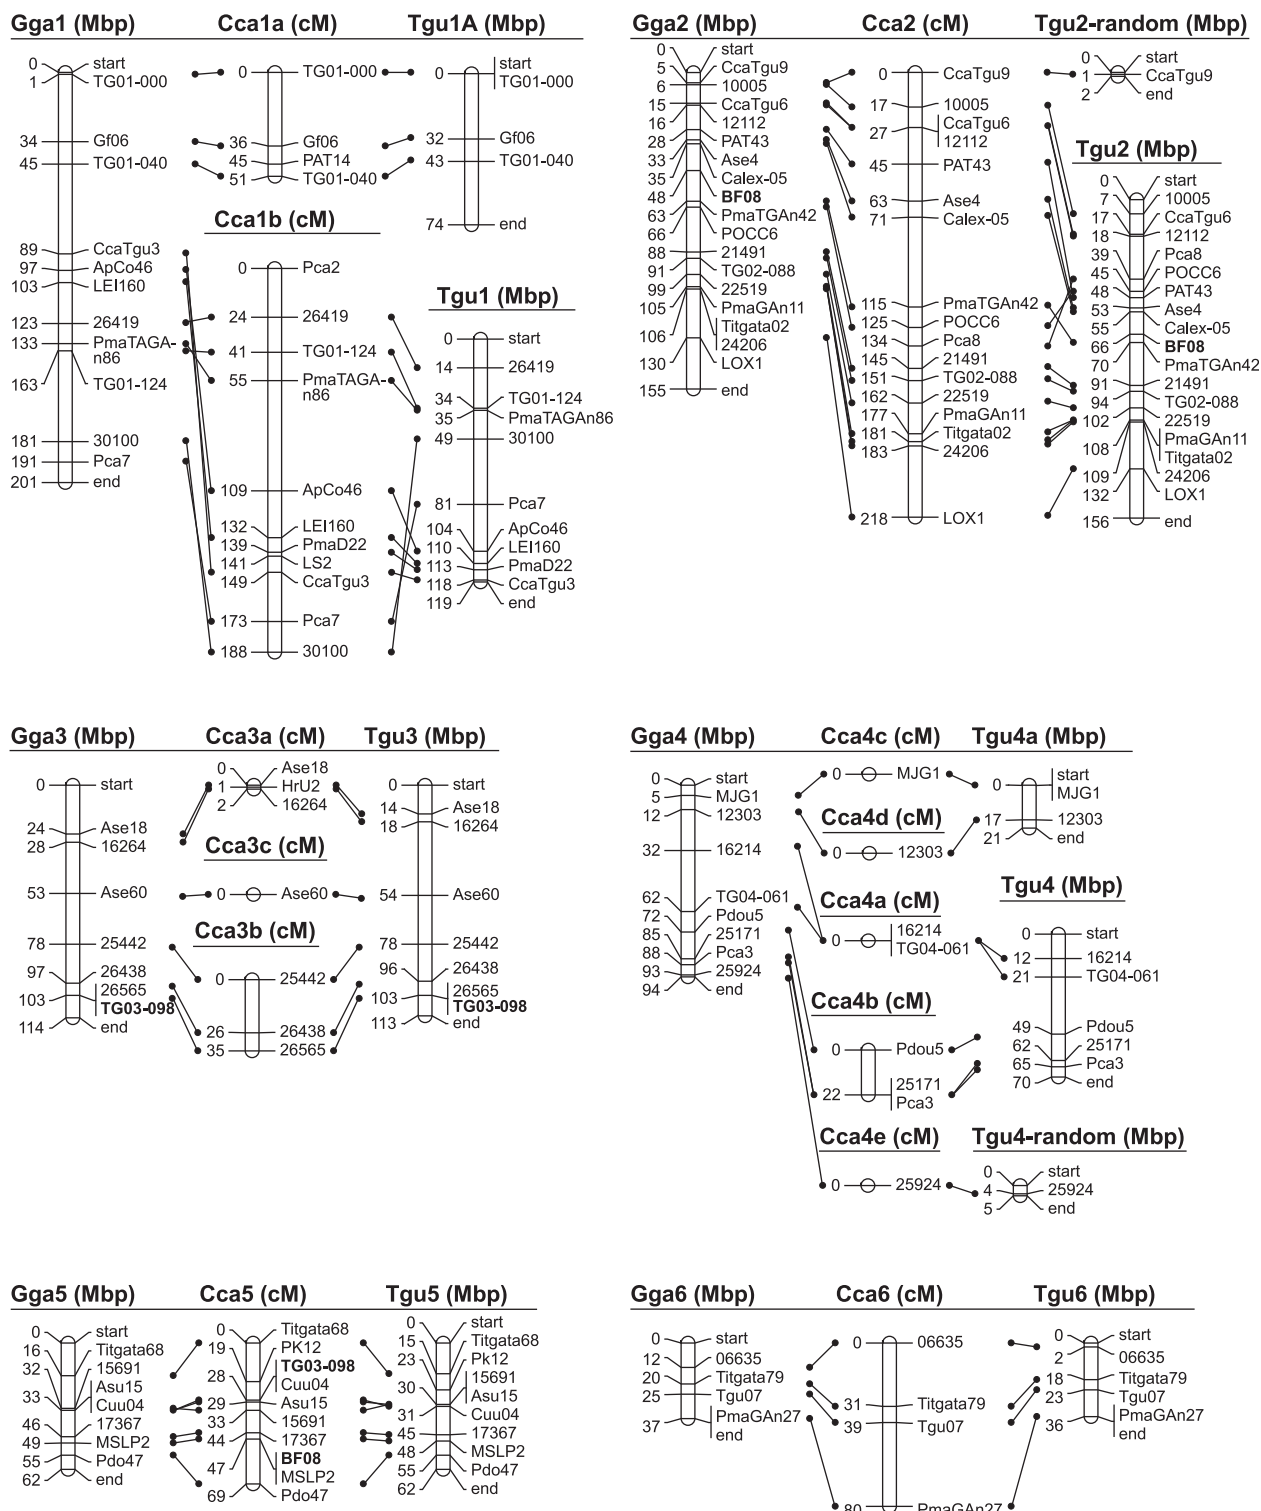 Gga1 (Mbp) Cca1a (cM) Tgu1A (Mbp)
0 start
1 TG01-000
34 Gf06
45 TG01-040
89 CcaTgu3
97 ApCo46
103 LEI160
123 26419
133 PmaTAGA-
n86
163 TG01-124
181 30100
191 Pca7
201 end
0 TG01-000
36 Gf06
45 PAT14
51 TG01-040
Cca1b (cM)
0 Pca2
24 26419
41 TG01-124
55 PmaTAGA-
n86
109 ApCo46
132 LEI160
139 PmaD22
141 LS2
149 CcaTgu3
173 Pca7
188 30100
0 start
TG01-000
32 Gf06
43 TG01-040
74 end
Tgu1 (Mbp)
0 start
14 26419
34 TG01-124
35 PmaTAGAn86
49 30100
81 Pca7
104 ApCo46
110 LEI160
113 PmaD22
118 CcaTgu3
119 end
Gga2 (Mbp) Cca2 (cM) Tgu2-random (Mbp)
0 start
5 CcaTgu9
6 10005
15 CcaTgu6
16 12112
28 PAT43
33 Ase4
35 Calex-05
48 BF08
63 PmaTGAn42
66 POCC6
88 21491
91 TG02-088
99 22519
105 PmaGAn11
106 Titgata02
24206
130 LOX1
155 end
0 CcaTgu9
17 10005
27 CcaTgu6
12112
45 PAT43
63 Ase4
71 Calex-05
115 PmaTGAn42
125 POCC6
134 Pca8
145 21491
151 TG02-088
162 22519
177 PmaGAn11
181 Titgata02
183 24206
218 LOX1
0 start
1 CcaTgu9
2 end
Tgu2 (Mbp)
0 start
7 10005
17 CcaTgu6
18 12112
39 Pca8
45 POCC6
48 PAT43
53 Ase4
55 Calex-05
66 BF08
70 PmaTGAn42
91 21491
94 TG02-088
102 22519
108 PmaGAn11
Titgata02
109 24206
132 LOX1
156 end
Gga3 (Mbp) Cca3a (cM) Tgu3 (Mbp)
0 start
24 Ase18
28 16264
53 Ase60
78 25442
97 26438
103 26565
TG03-098
114 end
0 Ase18
1 HrU2
2 16264
Cca3c (cM)
0 Ase60
Cca3b (cM)
0 25442
26 26438
35 26565
0 start
14 Ase18
18 16264
54 Ase60
78 25442
96 26438
103 26565
TG03-098
113 end
Gga4 (Mbp) Cca4c (cM) Tgu4a (Mbp)
0 start
5 MJG1
12 12303
32 16214
62 TG04-061
72 Pdou5
85 25171
88 Pca3
93 25924
94 end
0 MJG1
Cca4d (cM)
0 12303
Cca4a (cM)
0 16214
TG04-061
Cca4b (cM)
0 Pdou5
22 25171
Pca3
Cca4e (cM)
0 25924
0 start
MJG1
17 12303
21 end
Tgu4 (Mbp)
0 start
12 16214
21 TG04-061
49 Pdou5
62 25171
65 Pca3
70 end
Tgu4-random (Mbp)
0 start
4 25924
5 end
Gga5 (Mbp) Cca5 (cM) Tgu5 (Mbp)
0 start
16 Titgata68
32 15691
33 Asu15
Cuu04
46 17367
49 MSLP2
55 Pdo47
62 end
0 Titgata68
19 PK12
28 TG03-098
Cuu04
29 Asu15
33 15691
44 17367
47 BF08
MSLP2
69 Pdo47
0 start
15 Titgata68
23 Pk12
30 15691
Asu15
31 Cuu04
45 17367
48 MSLP2
55 Pdo47
62 end
Gga6 (Mbp) Cca6 (cM) Tgu6 (Mbp)
0 start
12 06635
20 Titgata79
25 Tgu07
37 PmaGAn27
end
0 06635
31 Titgata79
39 Tgu07
80 PmaGAn27
0 start
2 06635
18 Titgata79
23 Tgu07
36 PmaGAn27
end